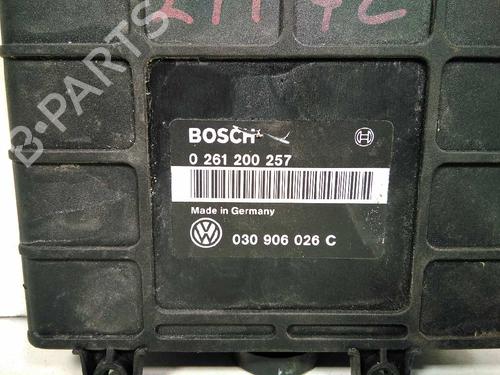 BOSCH
0 261 200 257
Made in Germany
030 906 026 C
B-PARTS